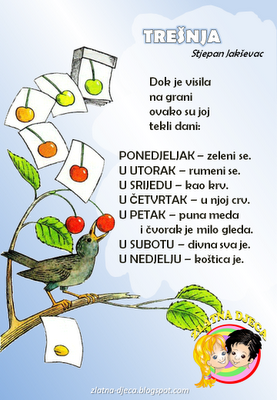 TREŠNJA
Stjepan Jakševac
Dok je visila
na grani
ovako su joj
tekli dani:
PONEDJELJAK – zeleni se.
U UTORAK – rumeni se.
U SRIJEDU – kao krv.
U ČETVRTAK – u njoj crv.
U PETAK – puna meda
i čvorak je milo gleda.
U SUBOTU – divna sva je.
U NEDJELJU – koštica je.
ZLATNA DJECA
zlatna-djeca.blogspot.com